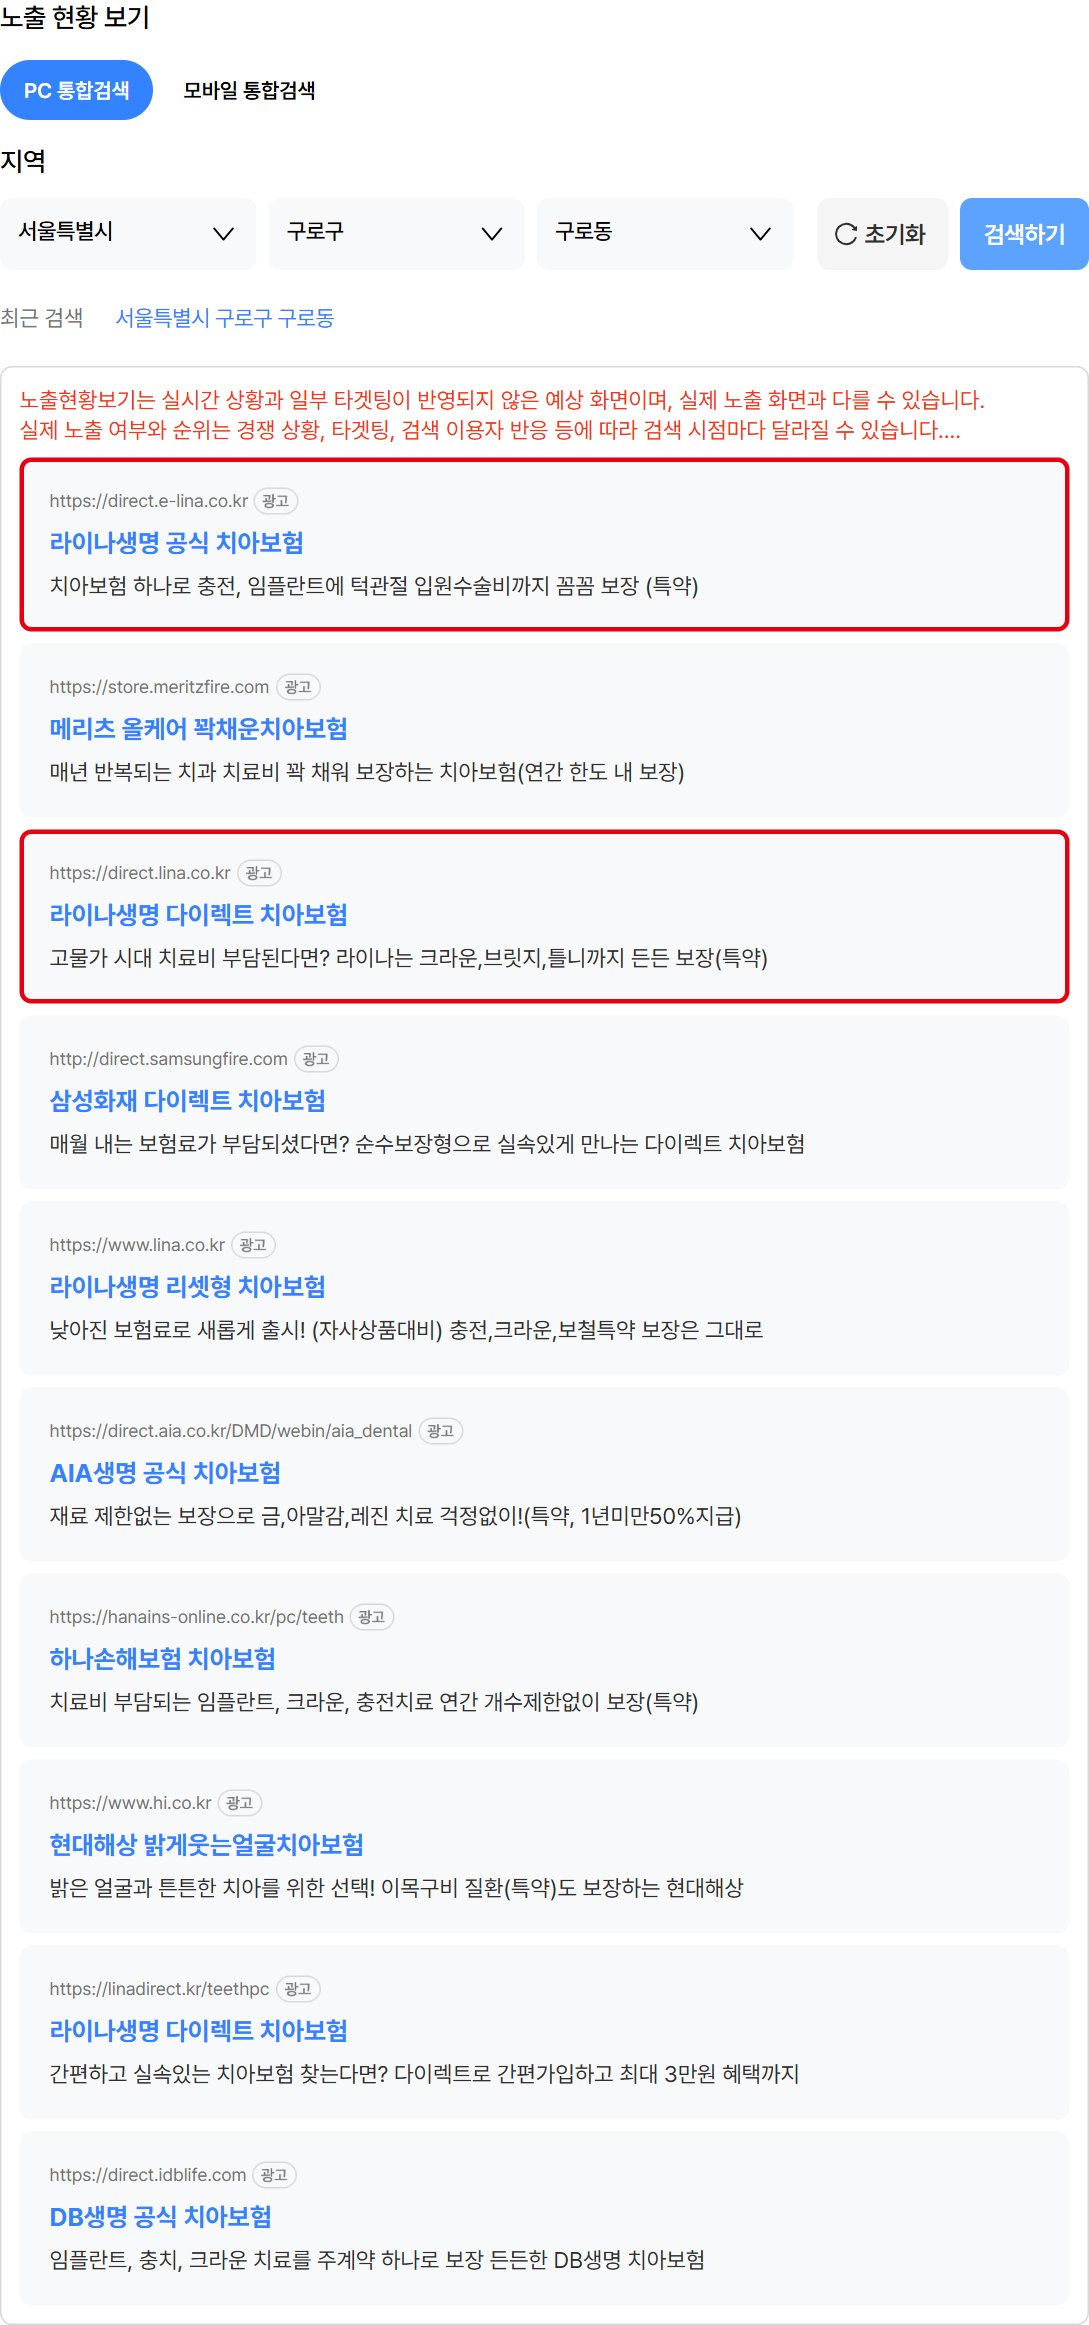 노출 현황 보기
PC 통합검색 모바일 통합검색
지역
서울특별시 구로구 구로동 초기화 검색하기
최근 검색 서울특별시 구로구 구로동
노출현황보기는 실시간 상황과 일부 타겟팅이 반영되지 않은 예상 화면이며, 실제 노출 화면과 다를 수 있습니다.
실제 노출 여부와 순위는 경쟁 상황, 타겟팅, 검색 이용자 반응 등에 따라 검색 시점마다 달라질 수 있습니다....
https://direct.e-lina.co.kr 광고
라이나생명 공식 치아보험
치아보험 하나로 충전, 임플란트에 턱관절 입원수술비까지 꼼꼼 보장 (특약)
https://store.meritzfire.com 광고
메리츠 올케어 꽉채운치아보험
매년 반복되는 치과 치료비 꽉 채워 보장하는 치아보험(연간 한도 내 보장)
https://direct.lina.co.kr 광고
라이나생명 다이렉트 치아보험
고물가 시대 치료비 부담된다면? 라이나는 크라운,브릿지,틀니까지 든든 보장(특약)
http://direct.samsungfire.com 광고
삼성화재 다이렉트 치아보험
매월 내는 보험료가 부담되셨다면? 순수보장형으로 실속있게 만나는 다이렉트 치아보험
https://www.lina.co.kr 광고
라이나생명 리셋형 치아보험
낮아진 보험료로 새롭게 출시! (자사상품대비) 충전,크라운,보철특약 보장은 그대로
https://direct.aia.co.kr/DMD/webin/aia_dental 광고
AIA생명 공식 치아보험
재료 제한없는 보장으로 금,아말감,레진 치료 걱정없이!(특약, 1년미만50%지급)
https://hanains-online.co.kr/pc/teeth 광고
하나손해보험 치아보험
치료비 부담되는 임플란트, 크라운, 충전치료 연간 개수제한없이 보장(특약)
https://www.hi.co.kr 광고
현대해상 밝게웃는얼굴치아보험
밝은 얼굴과 튼튼한 치아를 위한 선택! 이목구비 질환(특약)도 보장하는 현대해상
https://linadirect.kr/teethpc 광고
라이나생명 다이렉트 치아보험
간편하고 실속있는 치아보험 찾는다면? 다이렉트로 간편가입하고 최대 3만원 혜택까지
https://direct.idblife.com 광고
DB생명 공식 치아보험
임플란트, 충치, 크라운 치료를 주계약 하나로 보장 든든한 DB생명 치아보험